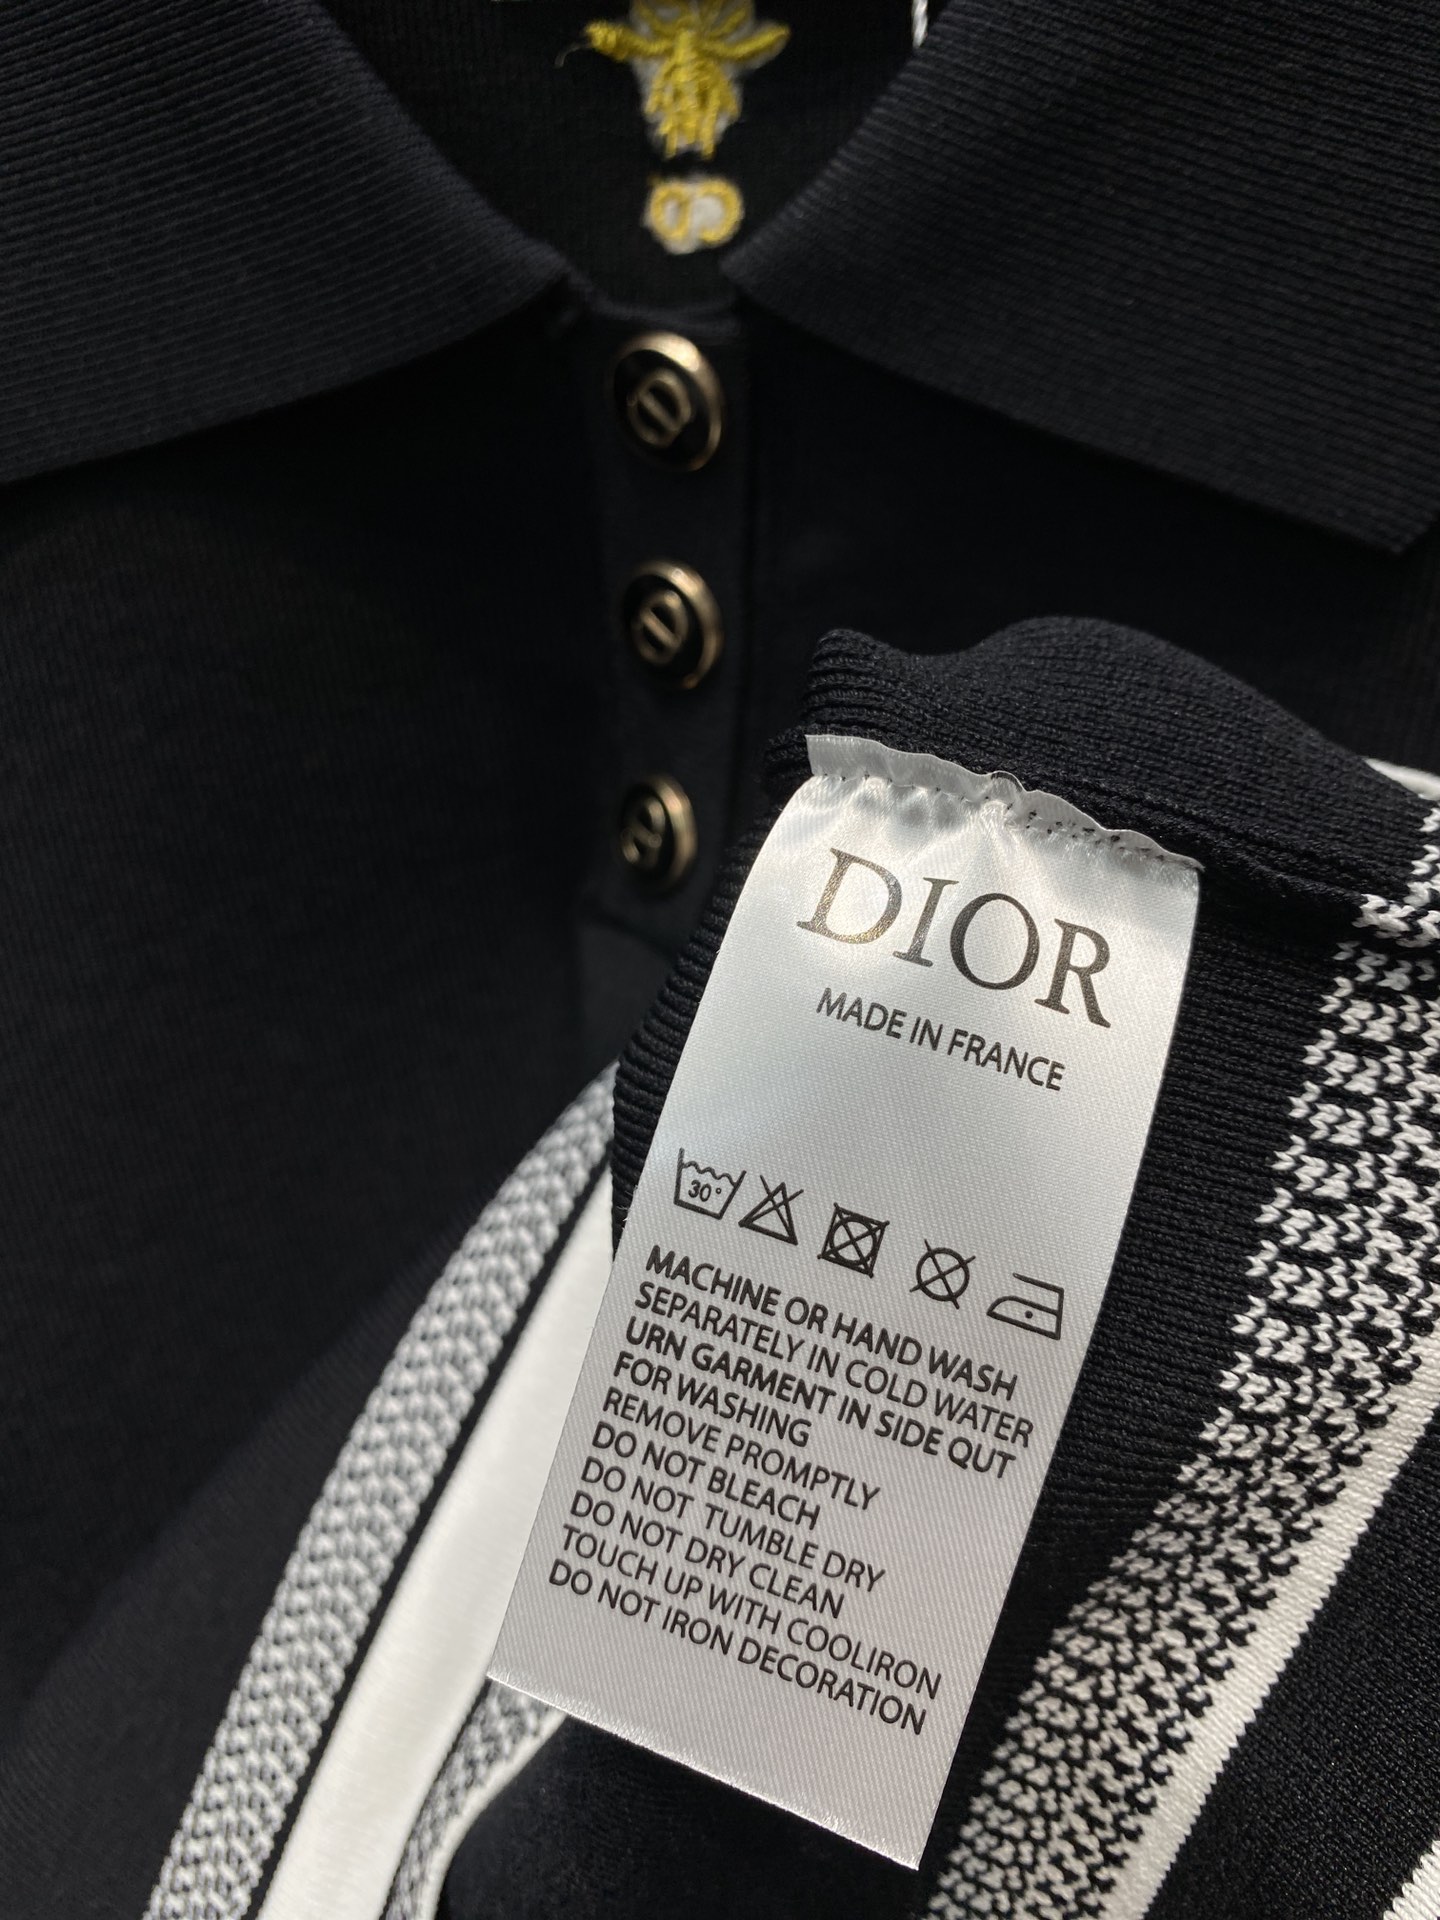 CD
DIOR
MADE IN FRANCE
30°
MACHINE OR HAND WASH
SEPARATELY IN COLD WATER
URN GARMENT IN SIDE QUT
FOR WASHING
REMOVE PROMPTLY
DO NOT BLEACH
DO NOT TUMBLE DRY
DO NOT DRY CLEAN
TOUCH UP WITH COOLIRON
DO NOT IRON DECORATION